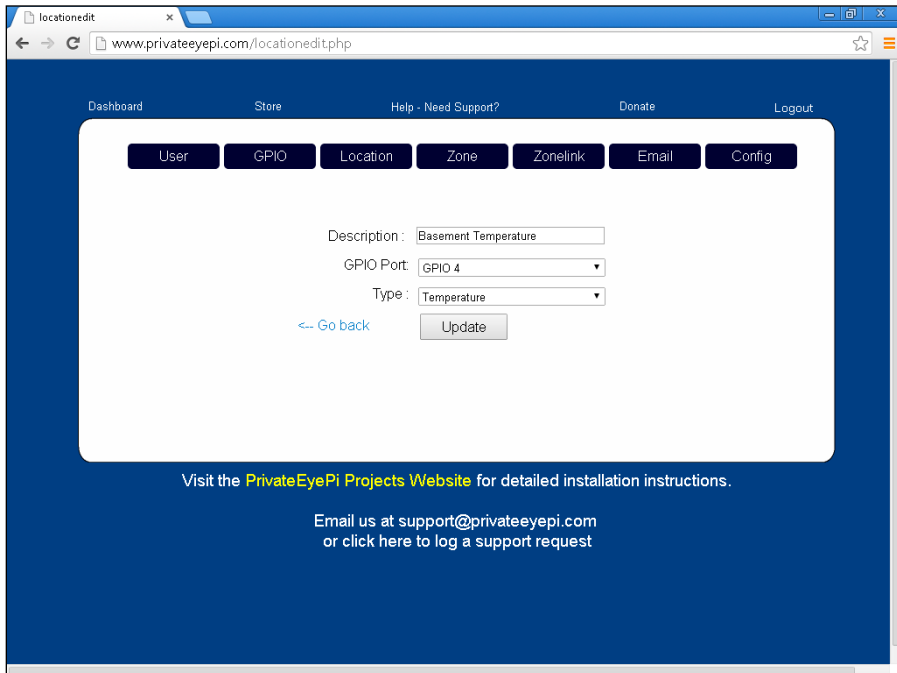 locationedit
www.privateeyepi.com/locationedit.php
Dashboard Store Help - Need Support? Donate Logout
User GPIO Location Zone Zonelink Email Config
Description : Basement Temperature
GPIO Port: GPIO 4
Type : Temperature
<-- Go back Update
Visit the PrivateEyePi Projects Website for detailed installation instructions.
Email us at support@privateeyepi.com
or click here to log a support request